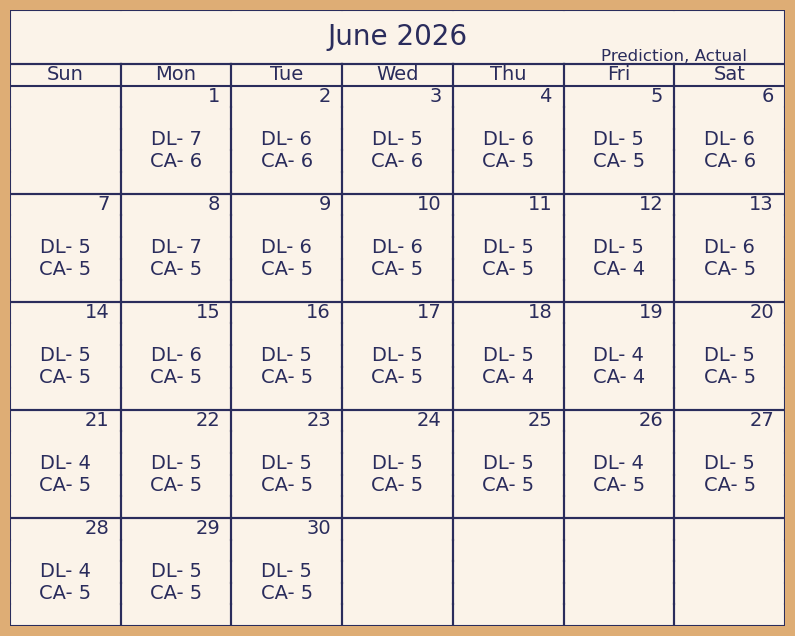 June 2026
Prediction, Actual
Sun Mon Tue Wed Thu Fri Sat
1 2 3 4 5 6
DL- 7 DL- 6 DL- 5 DL- 6 DL- 5 DL- 6
CA- 6 CA- 6 CA- 6 CA- 5 CA- 5 CA- 6
7 8 9 10 11 12 13
DL- 5 DL- 7 DL- 6 DL- 6 DL- 5 DL- 5 DL- 6
CA- 5 CA- 5 CA- 5 CA- 5 CA- 5 CA- 4 CA- 5
14 15 16 17 18 19 20
DL- 5 DL- 6 DL- 5 DL- 5 DL- 5 DL- 4 DL- 5
CA- 5 CA- 5 CA- 5 CA- 5 CA- 4 CA- 4 CA- 5
21 22 23 24 25 26 27
DL- 4 DL- 5 DL- 5 DL- 5 DL- 5 DL- 4 DL- 5
CA- 5 CA- 5 CA- 5 CA- 5 CA- 5 CA- 5 CA- 5
28 29 30
DL- 4 DL- 5 DL- 5
CA- 5 CA- 5 CA- 5